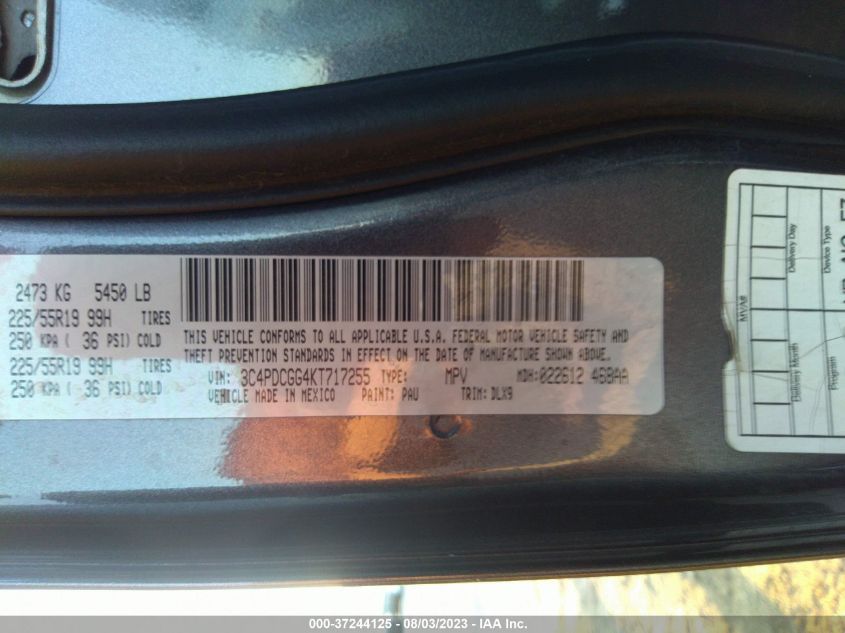 2473 KG 5450 LB
225/55R19 99H TIRES
250 KPA ( 36 PSI) COLD
225/55R19 99H TIRES
250 KPA ( 36 PSI) COLD
THIS VEHICLE CONFORMS TO ALL APPLICABLE U.S.A. FEDERAL MOTOR VEHICLE SAFETY AND
THEFT PREVENTION STANDARDS IN EFFECT ON THE DATE OF MANUFACTURE SHOWN ABOVE.
VIN: 3C4PDCGG4KT717255 TYPE: MPV MDH:022612 468AA
VEHICLE MADE IN MEXICO PAINT: PAU TRIM: DLX9
MVA#
Delivery Day
Delivery Month
Device Type
Program
000-37244125 - 08/03/2023 - IAA Inc.